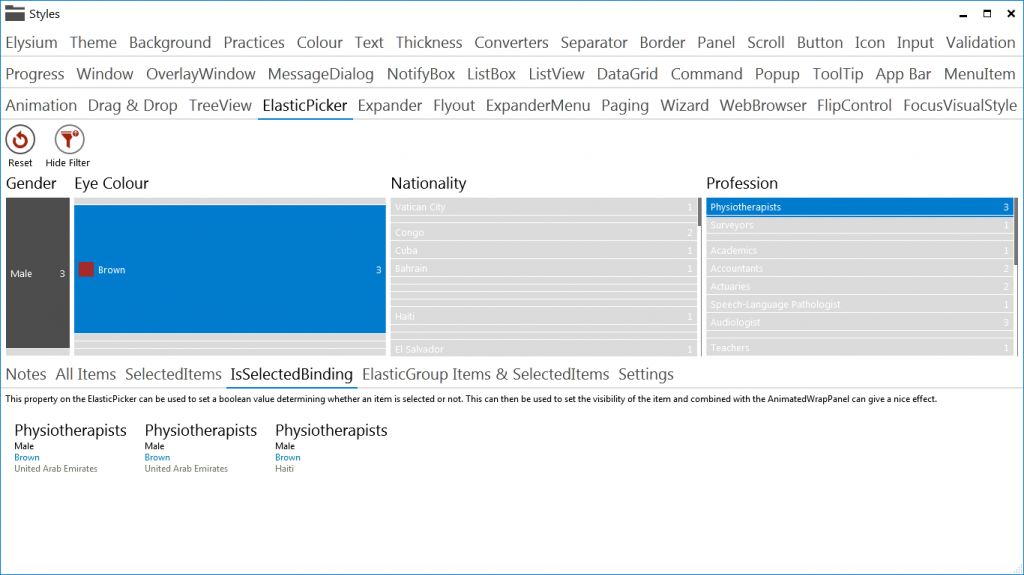 Styles
Elysium Theme Background Practices Colour Text Thickness Converters Separator Border Panel Scroll Button Icon Input Validation
Progress Window OverlayWindow MessageDialog NotifyBox ListBox ListView DataGrid Command Popup ToolTip App Bar MenuItem
Animation Drag & Drop TreeView ElasticPicker Expander Flyout ExpanderMenu Paging Wizard WebBrowser FlipControl FocusVisualStyle
Reset Hide Filter
Gender Eye Colour Nationality Profession
Vatican City 1 Physiotherapists 3
Surveyors 1
Congo 2
Cuba 1 Academics 1
Male 3 Brown 3 Bahrain 1 Accountants 2
Actuaries 2
Speech-Language Pathologist 1
Haiti 1 Audiologist 3
El Salvador 1 Teachers 1
Notes All Items SelectedItems IsSelectedBinding ElasticGroup Items & SelectedItems Settings
This property on the ElasticPicker can be used to set a boolean value determining whether an item is selected or not. This can then be used to set the visibility of the item and combined with the AnimatedWrapPanel can give a nice effect.
Physiotherapists Physiotherapists Physiotherapists
Male Male Male
Brown Brown Brown
United Arab Emirates United Arab Emirates Haiti